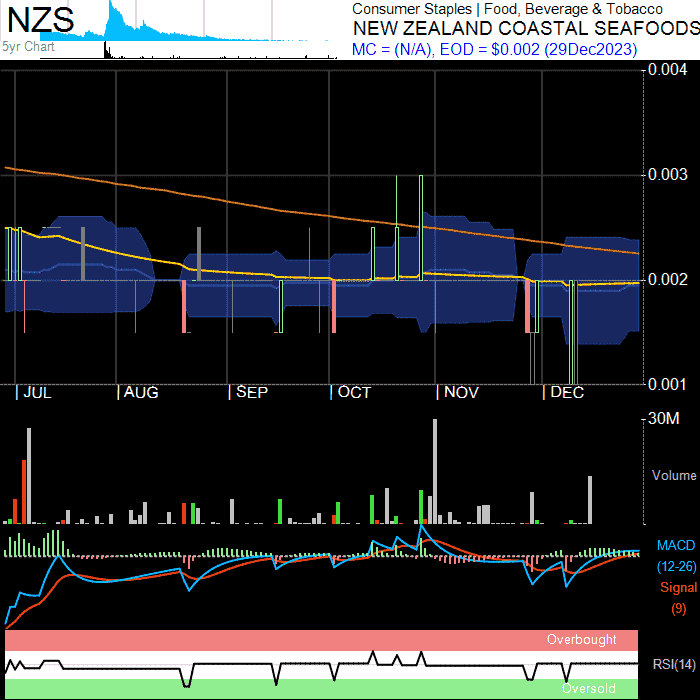 NZS
5yr Chart
Consumer Staples | Food, Beverage & Tobacco
NEW ZEALAND COASTAL SEAFOODS
MC = (N/A), EOD = $0.002 (29Dec2023)
0.004
0.003
0.002
0.001
JUL AUG SEP OCT NOV DEC
30M
Volume
MACD
(12-26)
Signal
(9)
Overbought
RSI(14)
Oversold